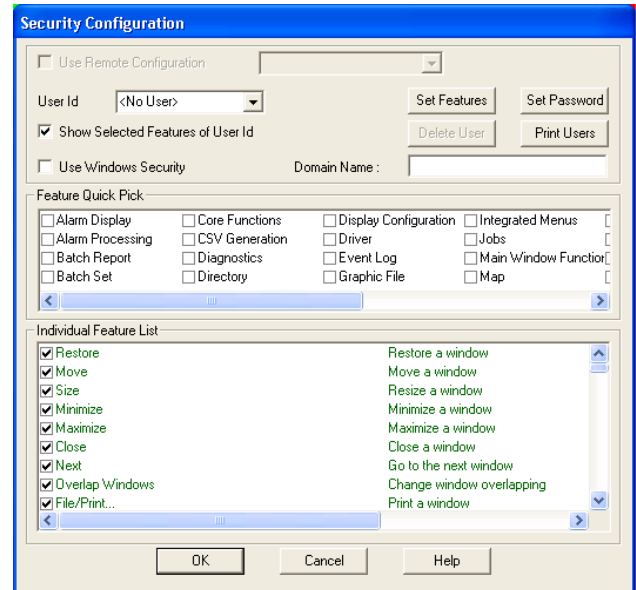 Security Configuration
Use Remote Configuration
User Id <No User> Set Features Set Password
Show Selected Features of User Id Delete User Print Users
Use Windows Security Domain Name :
Feature Quick Pick
Alarm Display Core Functions Display Configuration Integrated Menus
Alarm Processing CSV Generation Driver Jobs
Batch Report Diagnostics Event Log Main Window Function
Batch Set Directory Graphic File Map
Individual Feature List
Restore Restore a window
Move Move a window
Size Resize a window
Minimize Minimize a window
Maximize Maximize a window
Close Close a window
Next Go to the next window
Overlap Windows Change window overlapping
File/Print... Print a window
OK Cancel Help